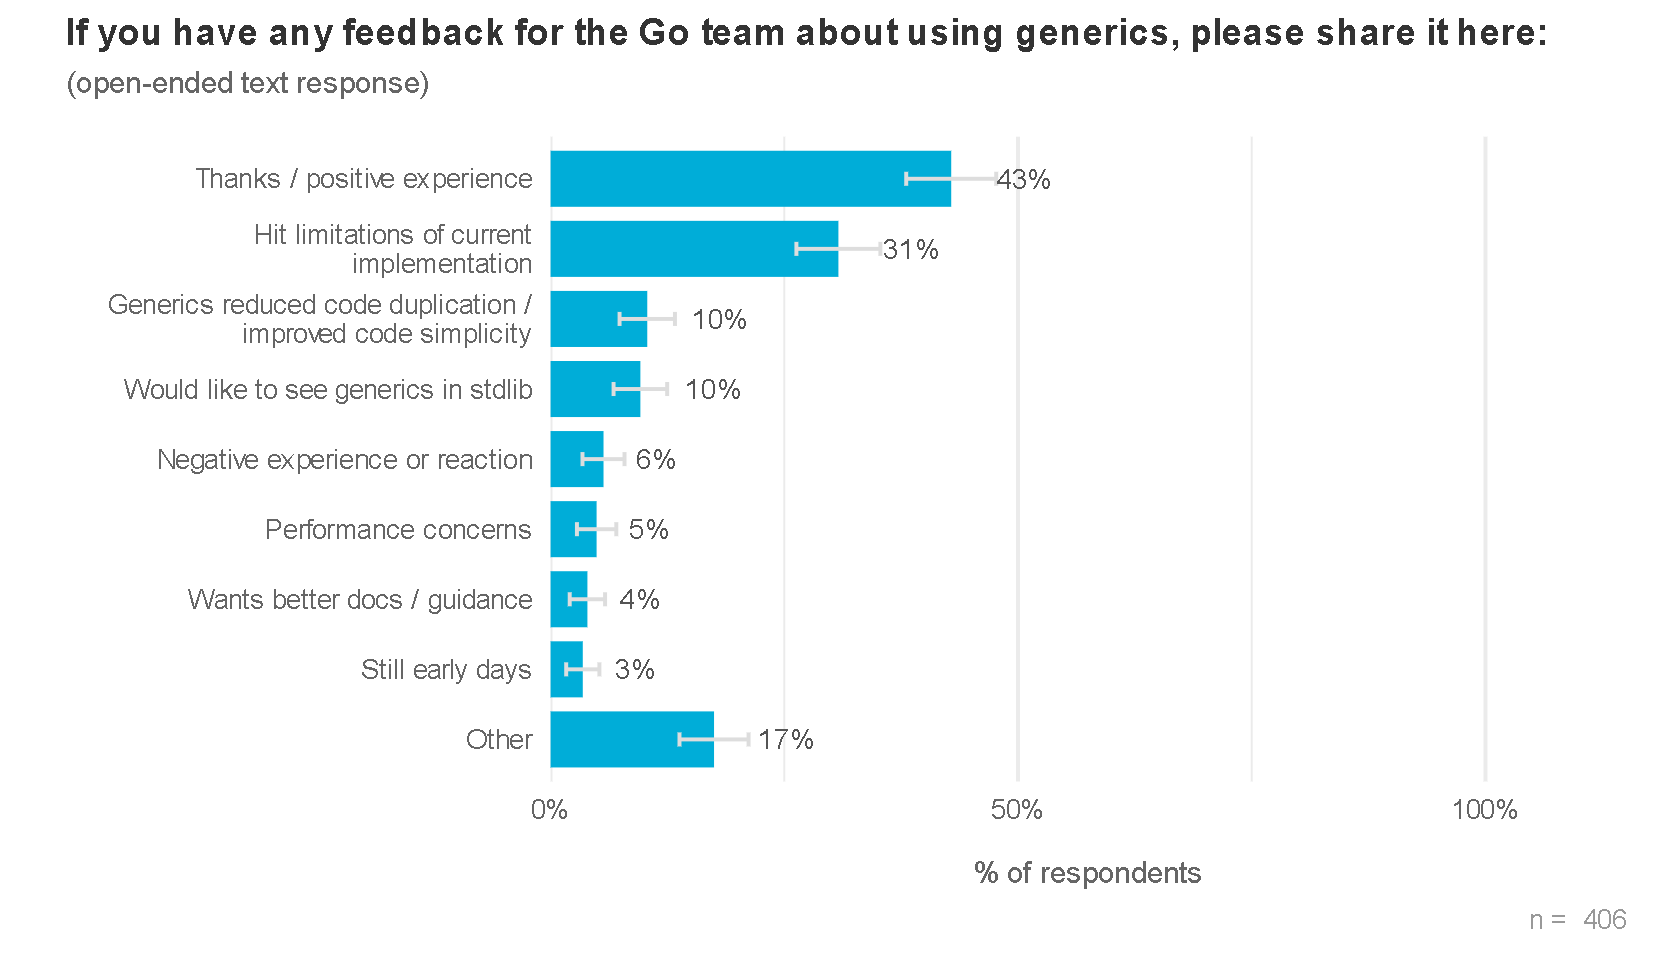 If you have any feedback for the Go team about using generics, please share it here:
(open-ended text response)
Thanks / positive experience
43%
Hit limitations of current
implementation
31%
Generics reduced code duplication /
improved code simplicity
10%
Would like to see generics in stdlib
10%
Negative experience or reaction
6%
Performance concerns
5%
Wants better docs / guidance
4%
Still early days
3%
Other
17%
0% 50% 100%
% of respondents
n = 406